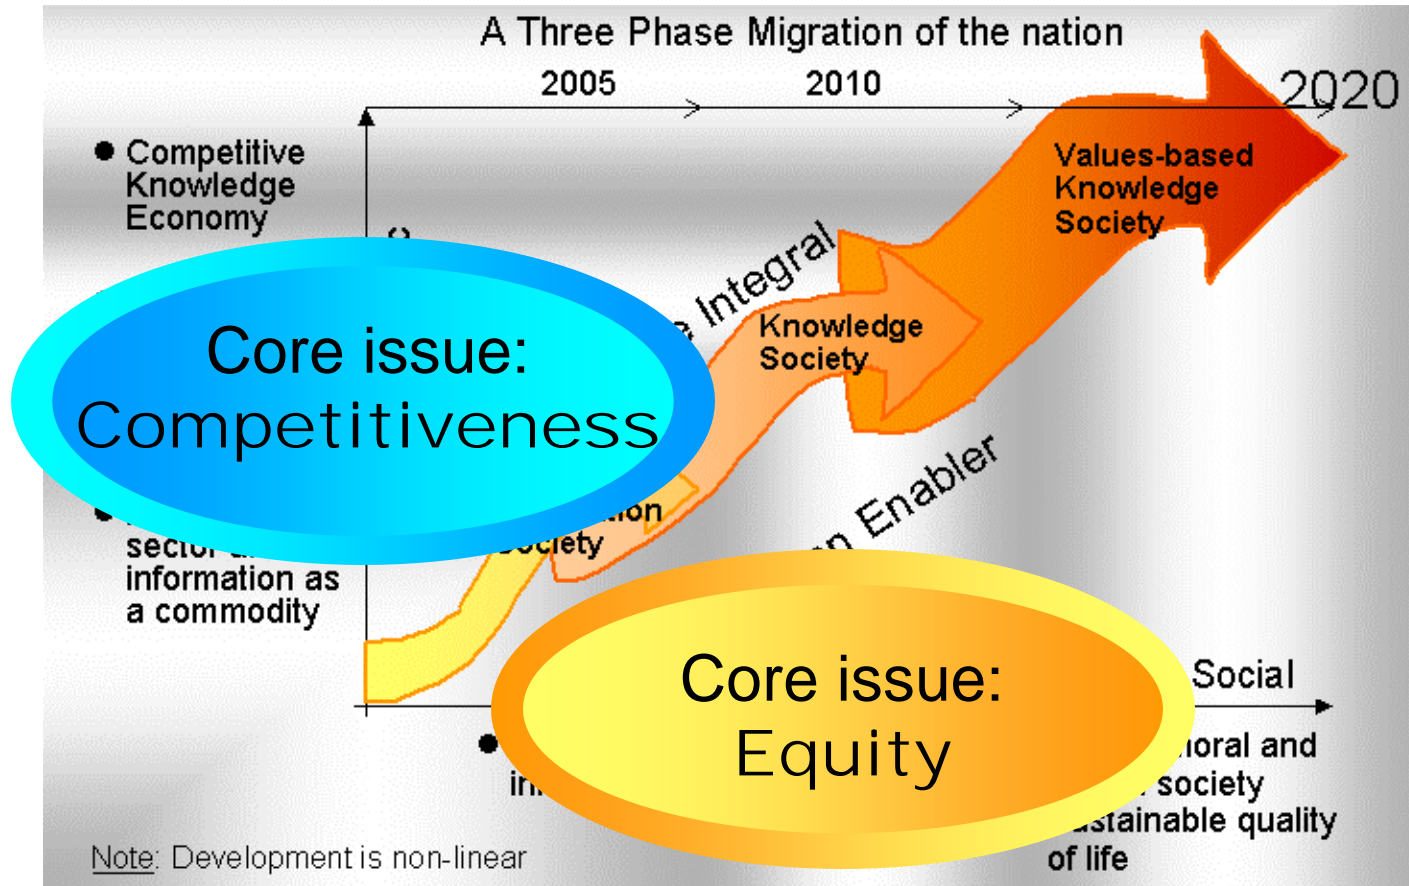 A Three Phase Migration of the nation
2005
2010
2020
Competitive
Knowledge
Economy
Values-based
Knowledge
Society
Integral
Knowledge
Society
Core issue:
Competitiveness
Enabler
sector
information as
a commodity
Society
Core issue:
Equity
Social
and
society
quality
of life
Note: Development is non-linear